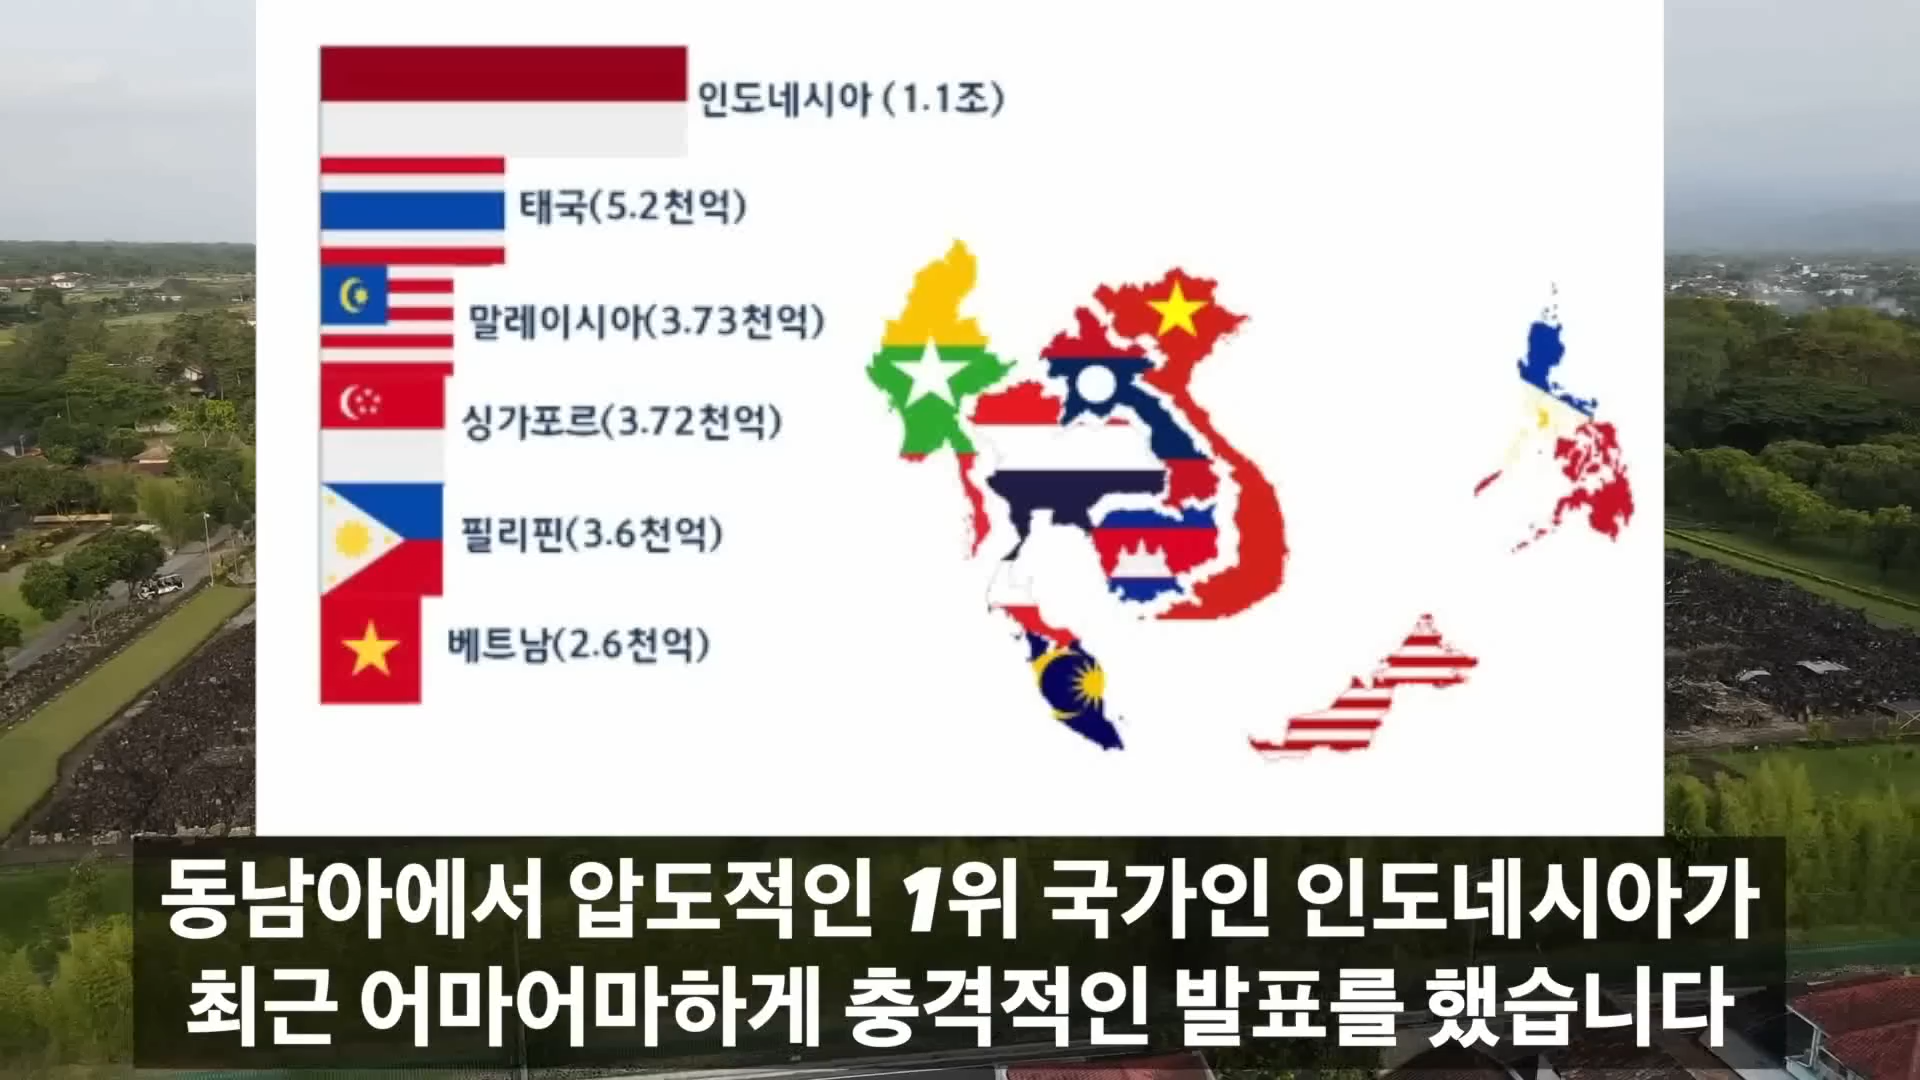 인도네시아 (1.1조)
태국(5.2천억)
말레이시아(3.73천억)
싱가포르(3.72천억)
필리핀(3.6천억)
베트남(2.6천억)
동남아에서 압도적인 1위 국가인 인도네시아가
최근 어마어마하게 충격적인 발표를 했습니다